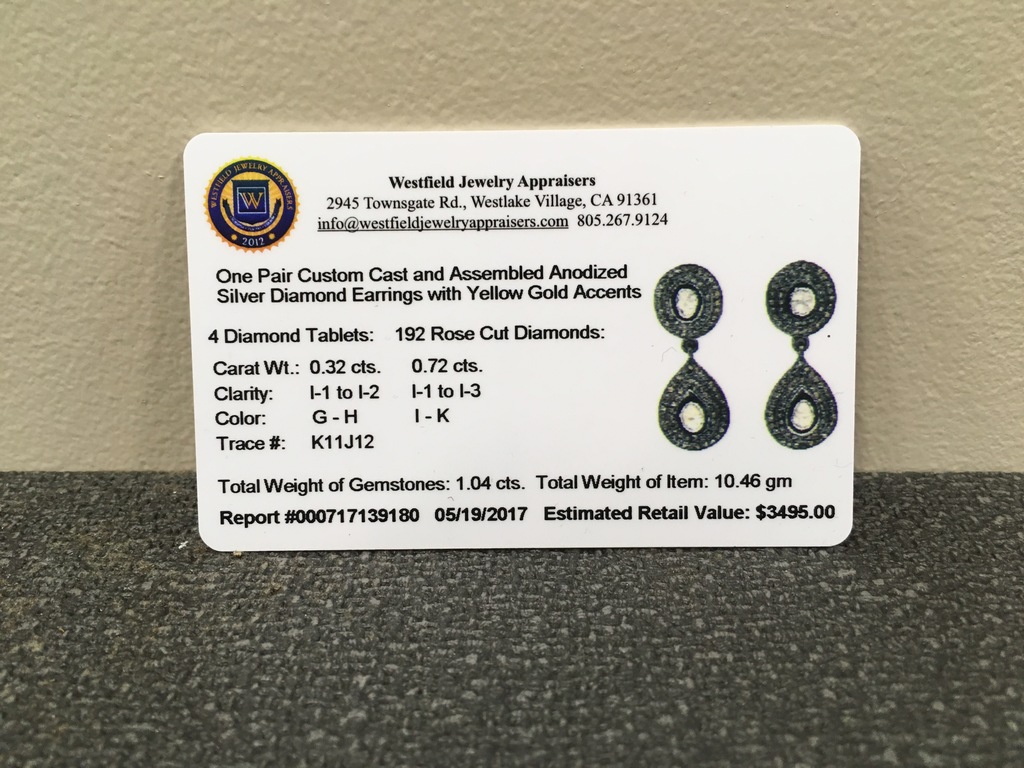 WESTFIELD JEWELRY APPRAISERS
W
2012
Westfield Jewelry Appraisers
2945 Townsgate Rd., Westlake Village, CA 91361
info@westfieldjewelryappraisers.com 805.267.9124
One Pair Custom Cast and Assembled Anodized
Silver Diamond Earrings with Yellow Gold Accents
4 Diamond Tablets: 192 Rose Cut Diamonds:
Carat Wt.: 0.32 cts. 0.72 cts.
Clarity: I-1 to I-2 I-1 to I-3
Color: G - H I - K
Trace #: K11J12
Total Weight of Gemstones: 1.04 cts. Total Weight of Item: 10.46 gm
Report #000717139180 05/19/2017 Estimated Retail Value: $3495.00